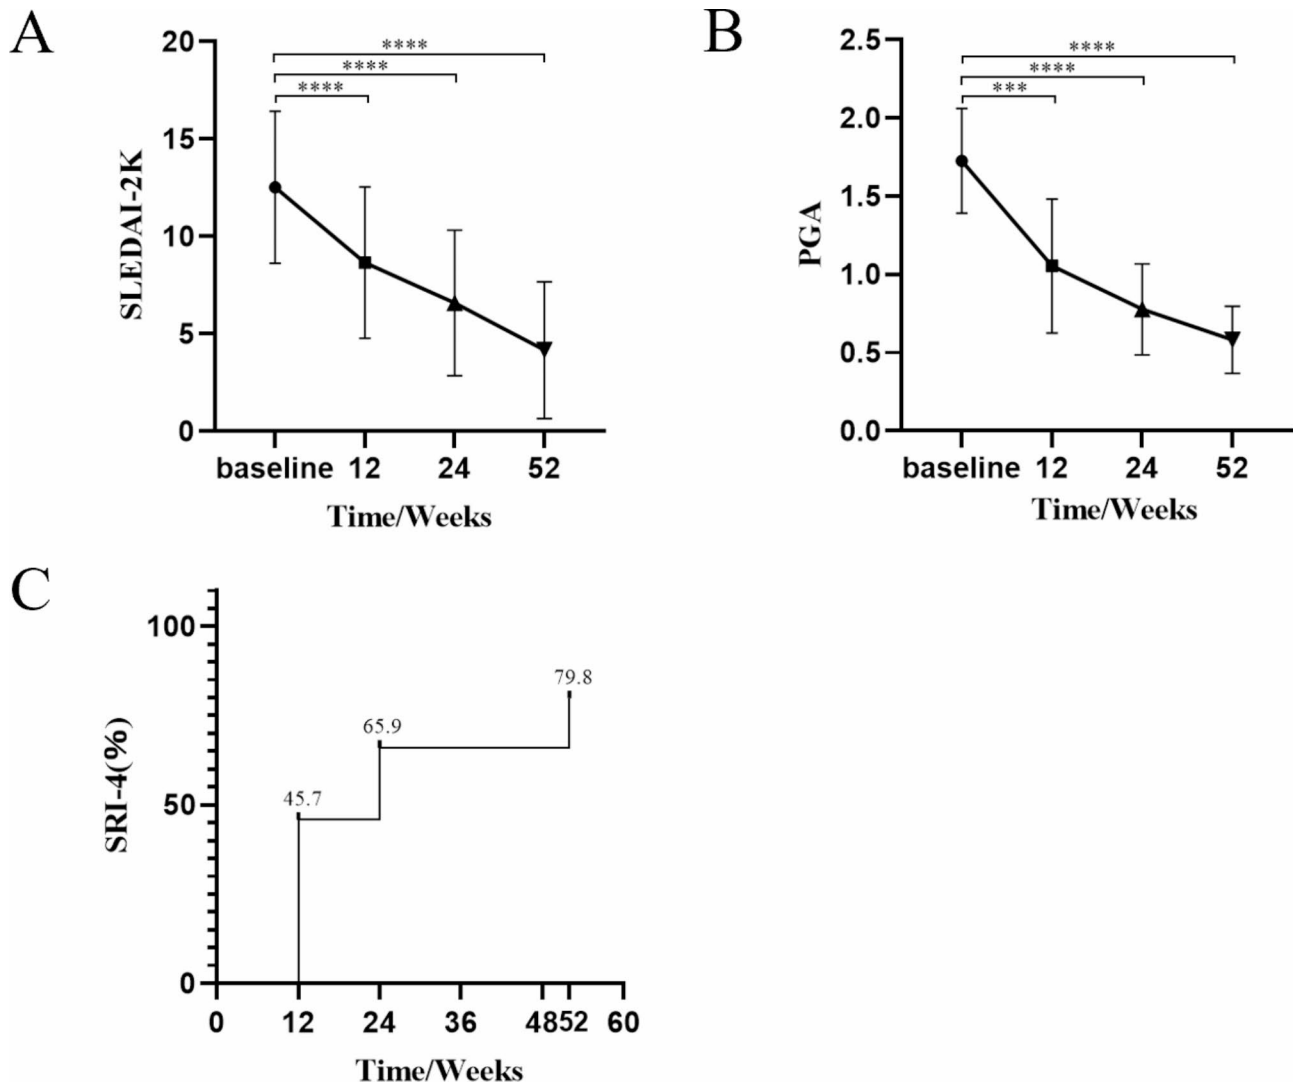 A
SLEDAI-2K
20
15
10
5
0
****
****
****
baseline 12 24 52
Time/Weeks
B
PGA
2.5
2.0
1.5
1.0
0.5
0.0
****
****
***
baseline 12 24 52
Time/Weeks
C
SRI-4(%)
100
50
0
79.8
65.9
45.7
0 12 24 36 48 52 60
Time/Weeks